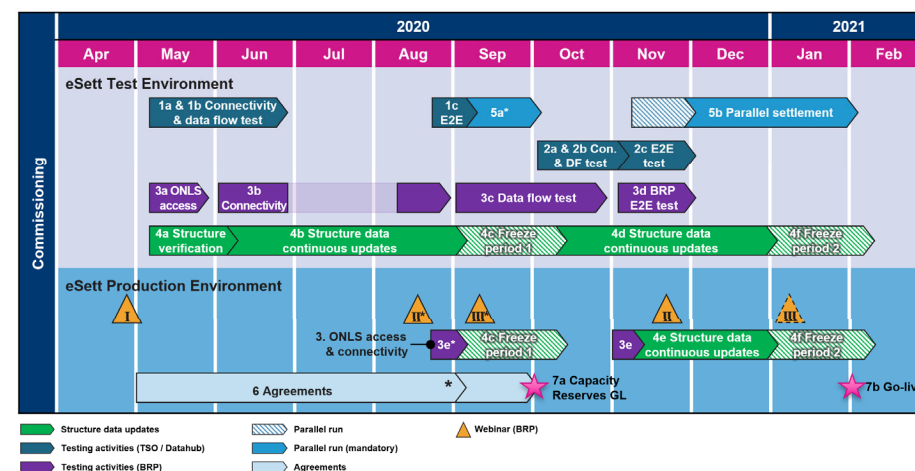 2020
2021
Commissioning
Apr
May
Jun
Jul
Aug
Sep
Oct
Nov
Dec
Jan
Feb
eSett Test Environment
1a & 1b Connectivity
& data flow test
1c
E2E
5a*
5b Parallel settlement
2a & 2b Con.
& DF test
2c E2E
test
3a ONLS
access
3b
Connectivity
3c Data flow test
3d BRP
E2E test
4a Structure
verification
4b Structure data
continuous updates
4c Freeze
period 1
4d Structure data
continuous updates
4f Freeze
period 2
eSett Production Environment
I
II*
III*
II
III
3. ONLS access
& connectivity
3e*
4c Freeze
period 1
3e
4e Structure data
continuous updates
4f Freeze
period 2
6 Agreements
*
7a Capacity
Reserves GL
7b Go-liv
Structure data updates
Parallel run
Webinar (BRP)
Testing activities (TSO / Datahub)
Parallel run (mandatory)
Testing activities (BRP)
Agreements